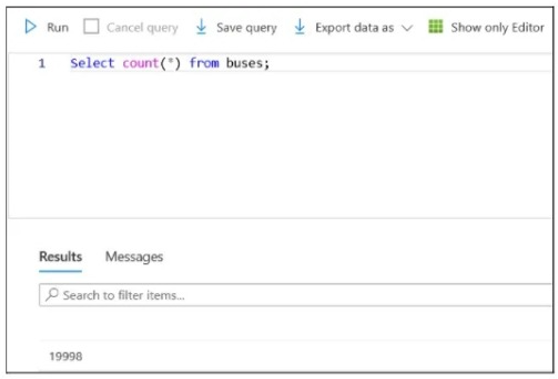 Run Cancel query Save query Export data as Show only Editor
1 Select count(*) from buses;
Results Messages
Search to filter items...
19998